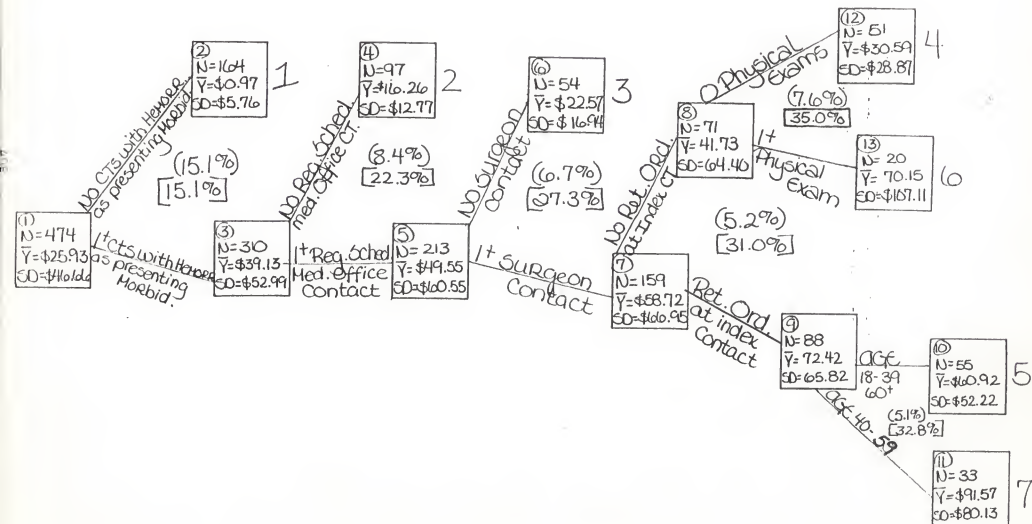 ①
N=474
Ȳ=$25.93
SD=$46.66
No CTS with HEMORR
as presenting Morbid.
1+ CTS with HEMORR
as presenting
Morbid.
(15.1%)
[15.1%]
②
N=164
Ȳ=$0.97
SD=$5.76
1
③
N=310
Ȳ=$39.13
SD=$52.99
No Reg. Sched
med. Office CT.
1+ Reg. Sched
Med. Office
Contact
(8.4%)
[22.3%]
④
N=97
Ȳ=$16.26
SD=$12.77
2
⑤
N=213
Ȳ=$49.55
SD=$60.55
No Surgeon
Contact
1+ Surgeon
Contact
(6.7%)
[27.3%]
⑥
N=54
Ȳ=$22.57
SD=$16.94
3
⑦
N=159
Ȳ=$58.72
SD=$66.95
No Ret. Ord.
at Index CT.
Ret. Ord.
at index
Contact
(5.2%)
[31.0%]
⑧
N=71
Ȳ=41.73
SD=64.40
0 Physical
Exams
1+
Physical
Exam
(7.6%)
[35.0%]
⑫
N=51
Ȳ=$30.59
SD=$28.87
4
⑬
N=20
Ȳ=70.15
SD=$107.11
6
⑨
N=88
Ȳ=72.42
SD=65.82
age
18-39
60+
age 40-59
(5.1%)
[32.8%]
⑩
N=55
Ȳ=$60.92
SD=$52.22
5
⑪
N=33
Ȳ=$91.57
SD=$80.13
7